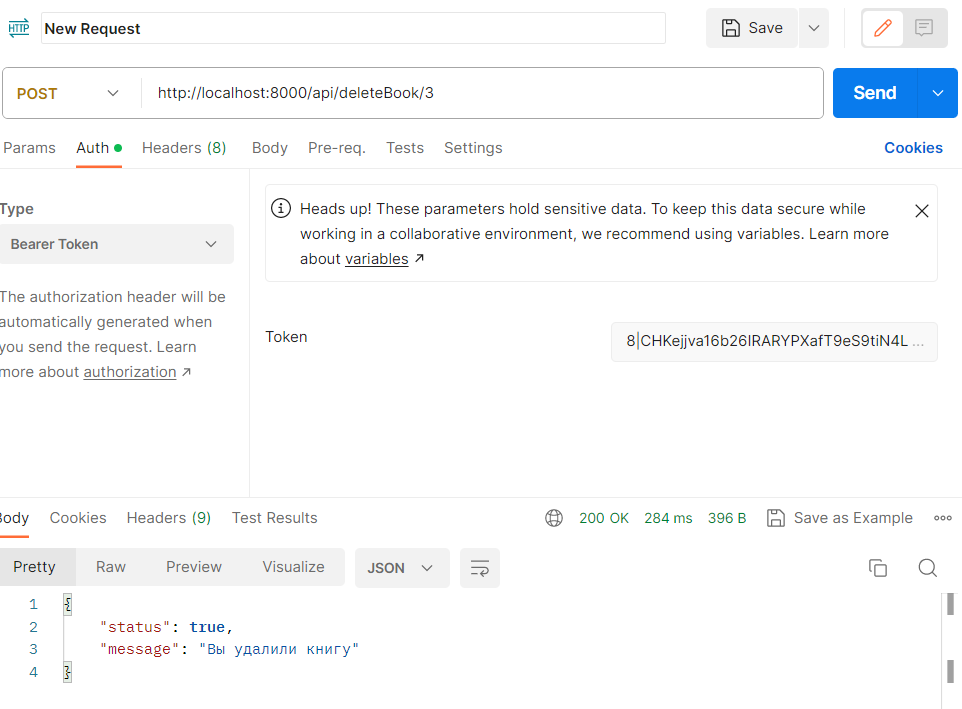 HTTP New Request Save
POST http://localhost:8000/api/deleteBook/3 Send
Params Auth Headers (8) Body Pre-req. Tests Settings Cookies
Type
Bearer Token
The authorization header will be
automatically generated when
you send the request. Learn
more about authorization ↗
Heads up! These parameters hold sensitive data. To keep this data secure while
working in a collaborative environment, we recommend using variables. Learn more
about variables ↗
Token 8|CHKejjva16b26IRARYPXafT9eS9tiN4L ...
Body Cookies Headers (9) Test Results 200 OK 284 ms 396 B Save as Example
Pretty Raw Preview Visualize JSON
1 {
2 "status": true,
3 "message": "Вы удалили книгу"
4 }